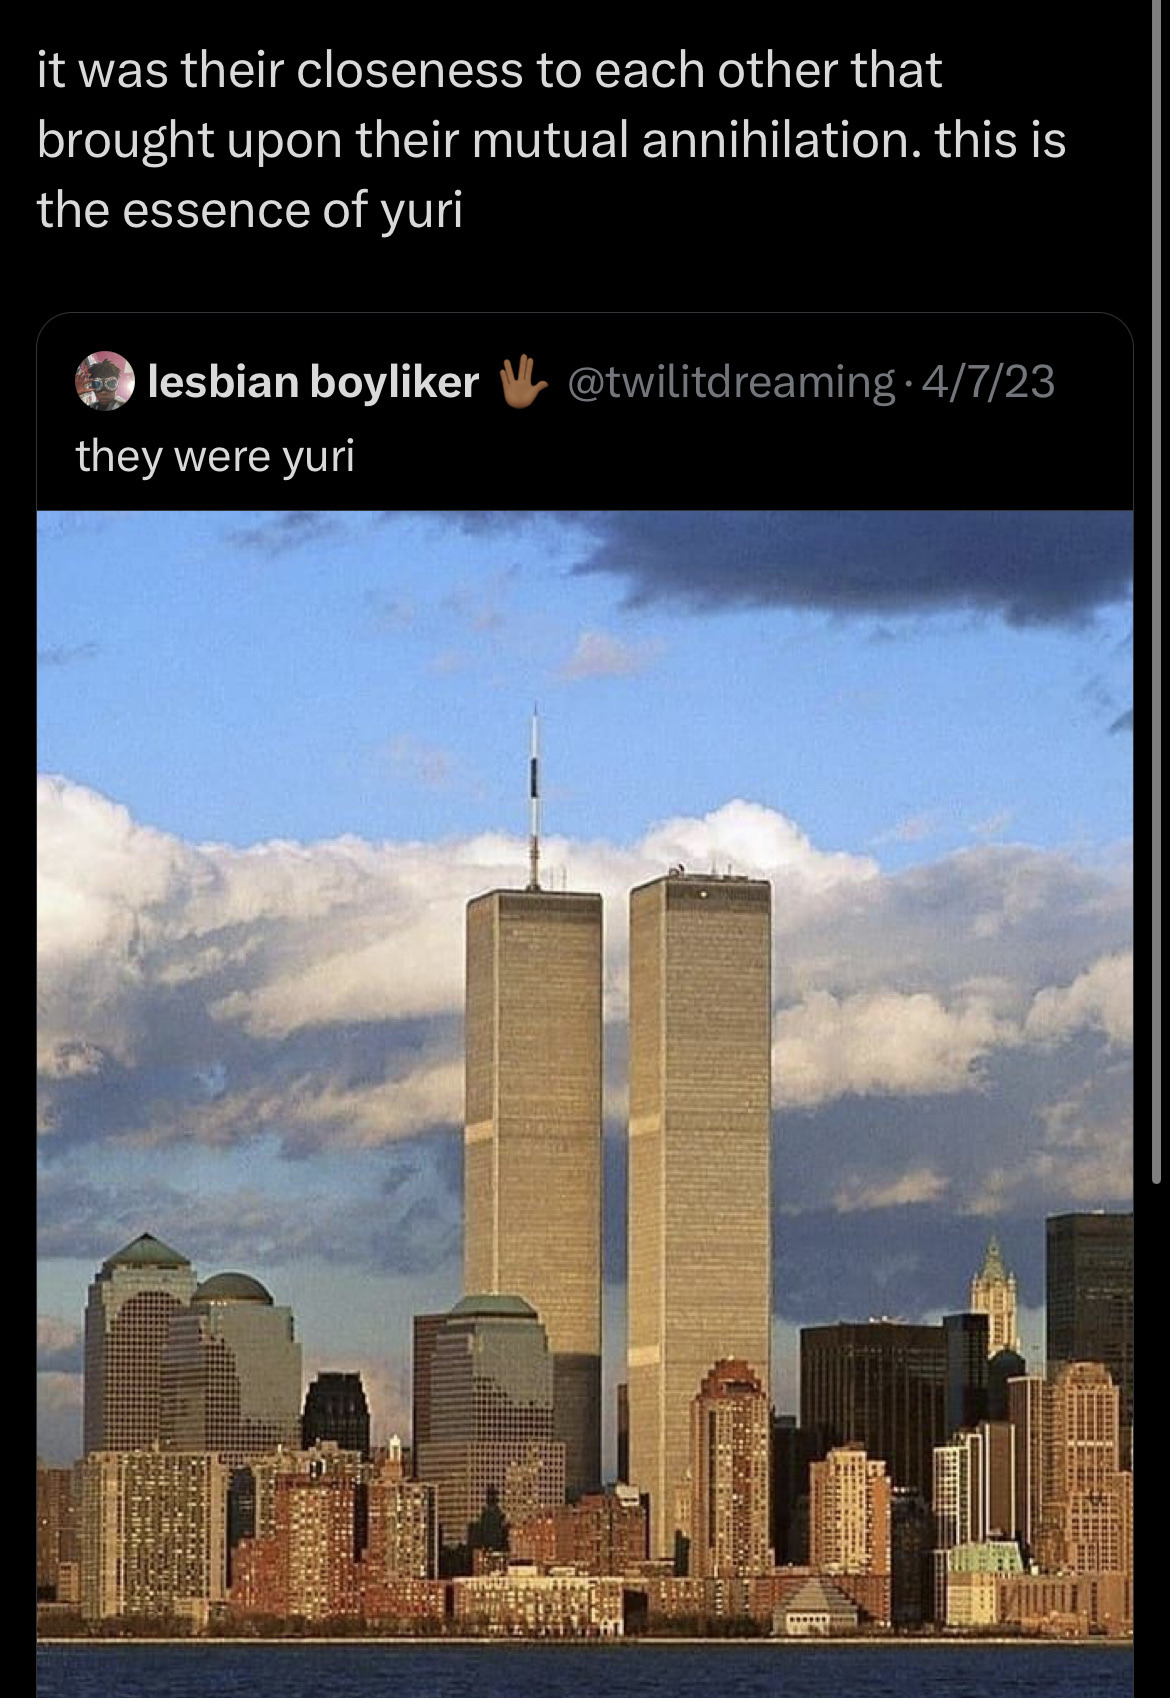 it was their closeness to each other that
brought upon their mutual annihilation. this is
the essence of yuri
lesbian boyliker 🖖🏾 @twilitdreaming · 4/7/23
they were yuri